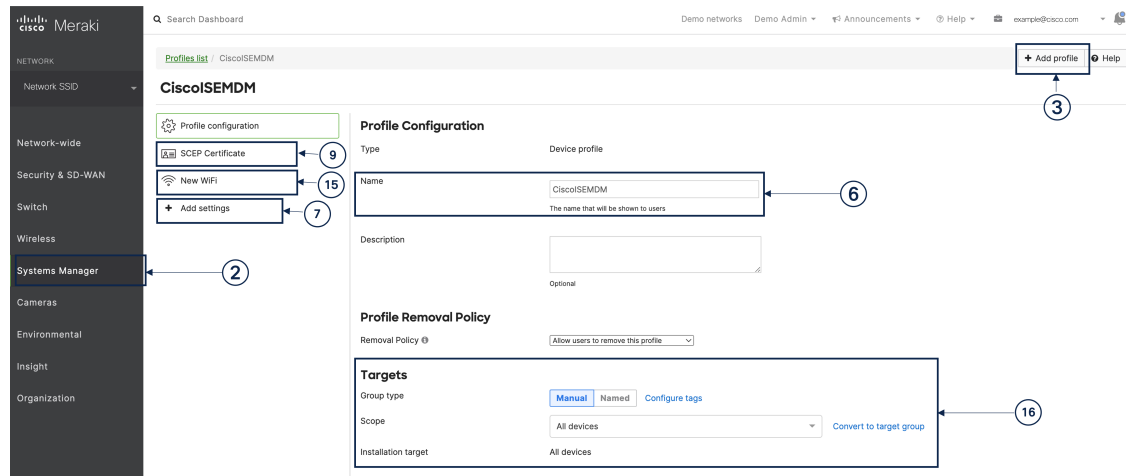 cisco Meraki
Search Dashboard
Demo networks Demo Admin Announcements Help example@cisco.com
NETWORK
Network SSID
Network-wide
Security & SD-WAN
Switch
Wireless
Systems Manager
2
Cameras
Environmental
Insight
Organization
Profiles list / CiscoISEMDM
+ Add profile
Help
3
CiscoISEMDM
Profile configuration
SCEP Certificate
9
New WiFi
15
+ Add settings
7
Profile Configuration
Type Device profile
Name CiscoISEMDM
The name that will be shown to users
6
Description
Optional
Profile Removal Policy
Removal Policy Allow users to remove this profile
Targets
Group type Manual Named Configure tags
Scope All devices Convert to target group
16
Installation target All devices